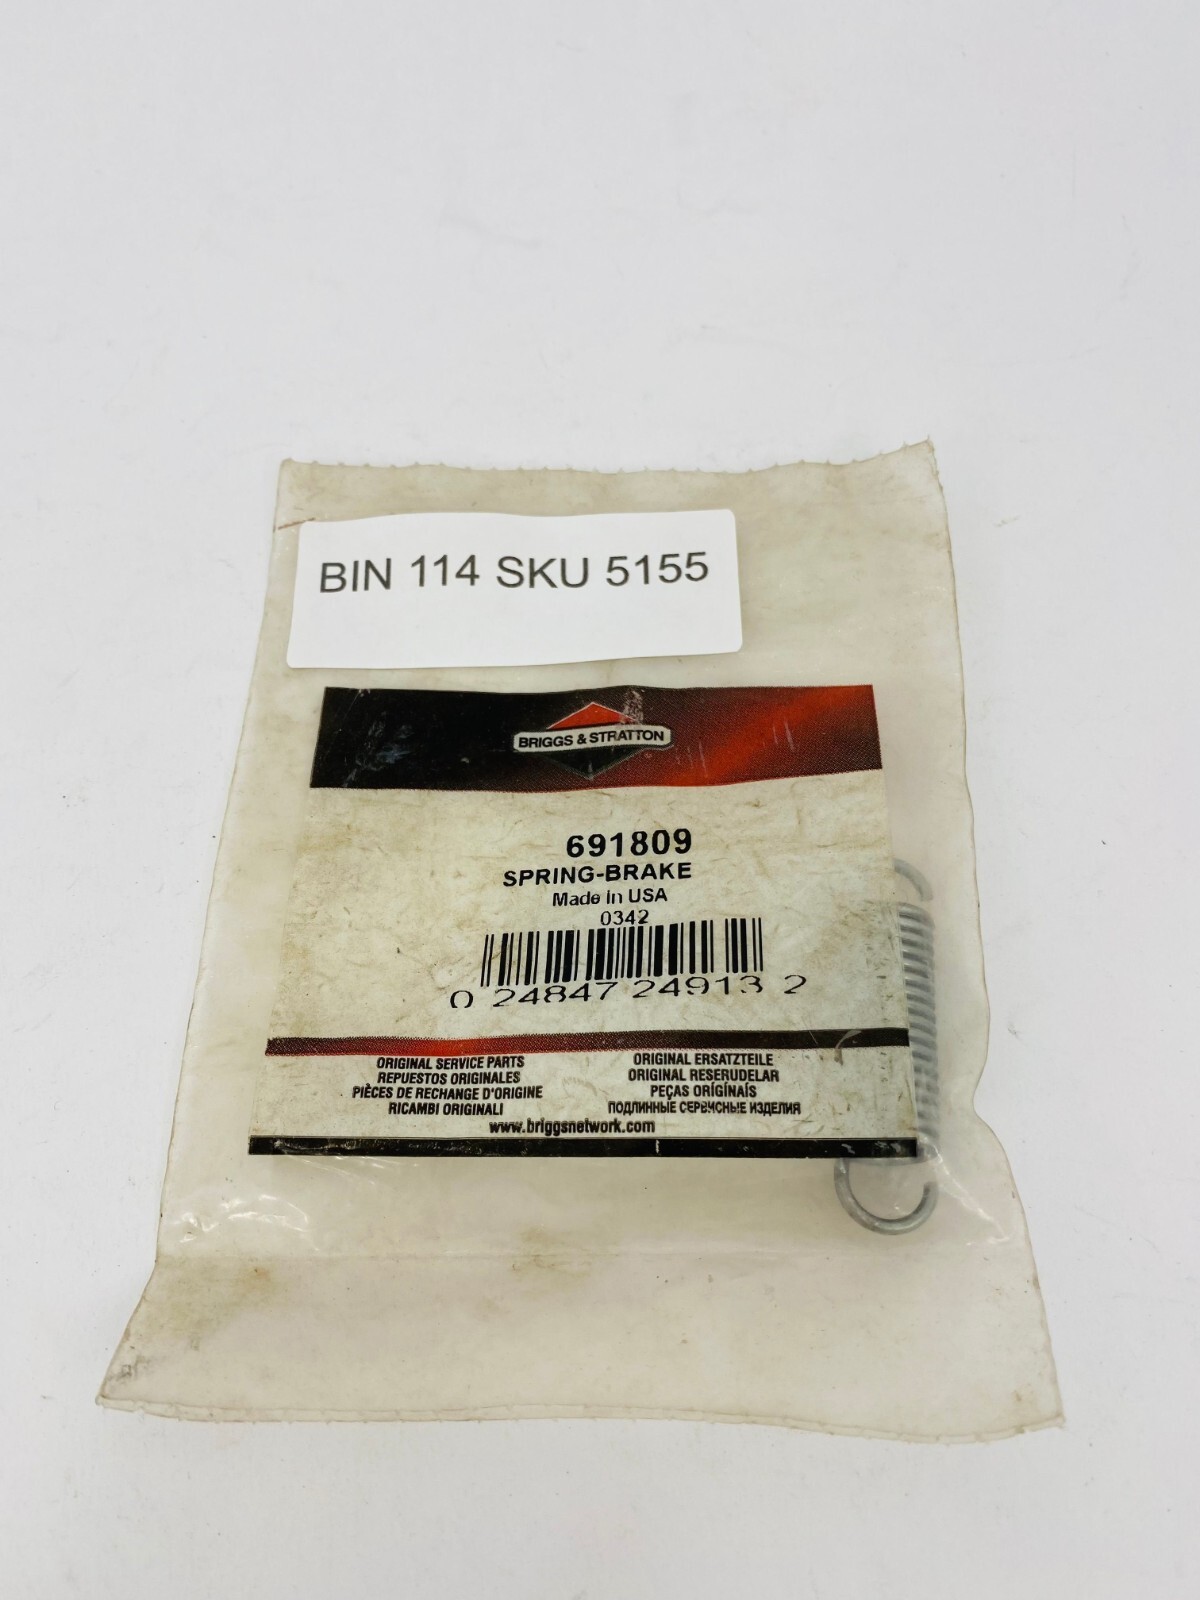 BIN 114 SKU 5155
BRIGGS & STRATTON
691809
SPRING-BRAKE
Made in USA
0342
0 24847 24913 2
ORIGINAL SERVICE PARTS
REPUESTOS ORIGINALES
PIÈCES DE RECHANGE D'ORIGINE
RICAMBI ORIGINALI
ORIGINAL ERSATZTEILE
ORIGINAL RESERUDELAR
PEÇAS ORÍGÍNAÍS
ПОДЛИННЫЕ СЕРВИСНЫЕ ИЗДЕЛИЯ
www.briggsnetwork.com